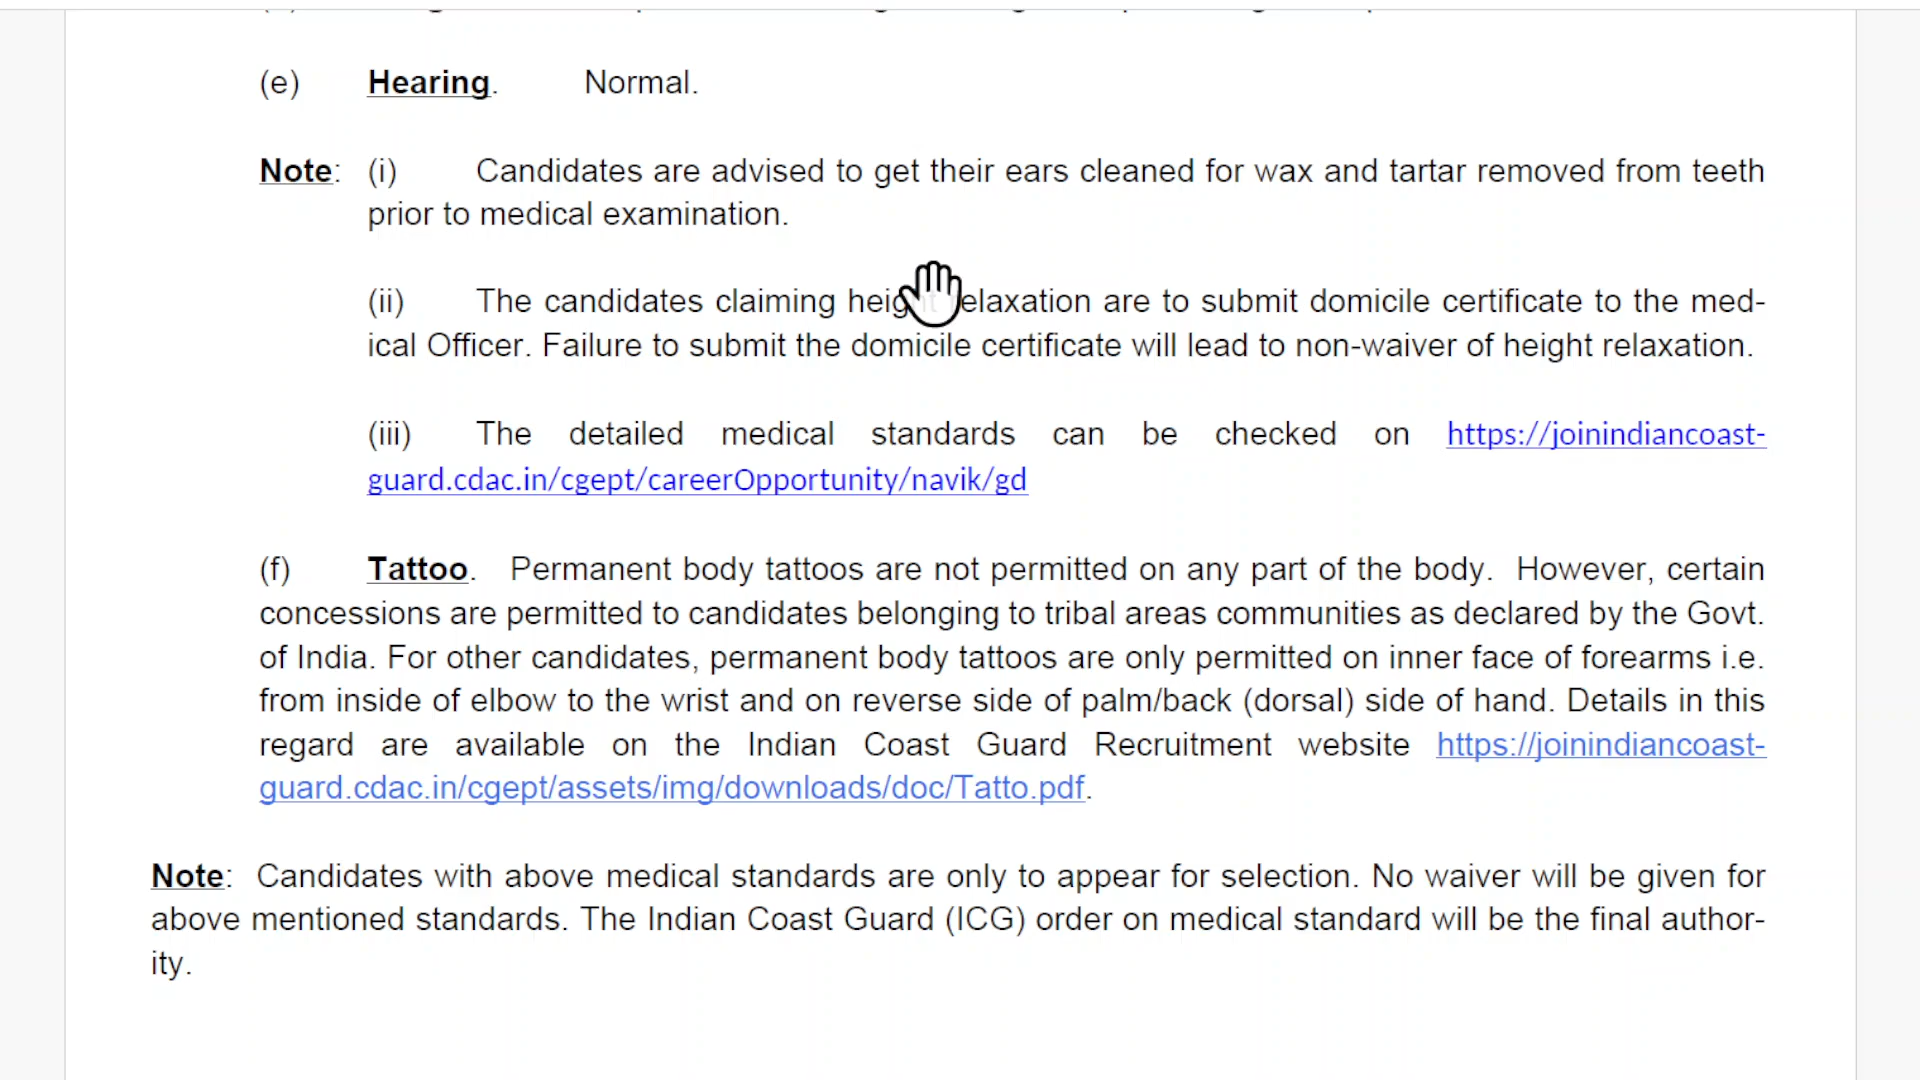 (e) Hearing. Normal.
Note: (i) Candidates are advised to get their ears cleaned for wax and tartar removed from teeth
prior to medical examination.
(ii) The candidates claiming height relaxation are to submit domicile certificate to the med-
ical Officer. Failure to submit the domicile certificate will lead to non-waiver of height relaxation.
(iii) The detailed medical standards can be checked on https://joinindiancoast-
guard.cdac.in/cgept/careerOpportunity/navik/gd
(f) Tattoo. Permanent body tattoos are not permitted on any part of the body. However, certain
concessions are permitted to candidates belonging to tribal areas communities as declared by the Govt.
of India. For other candidates, permanent body tattoos are only permitted on inner face of forearms i.e.
from inside of elbow to the wrist and on reverse side of palm/back (dorsal) side of hand. Details in this
regard are available on the Indian Coast Guard Recruitment website https://joinindiancoast-
guard.cdac.in/cgept/assets/img/downloads/doc/Tatto.pdf.
Note: Candidates with above medical standards are only to appear for selection. No waiver will be given for
above mentioned standards. The Indian Coast Guard (ICG) order on medical standard will be the final author-
ity.